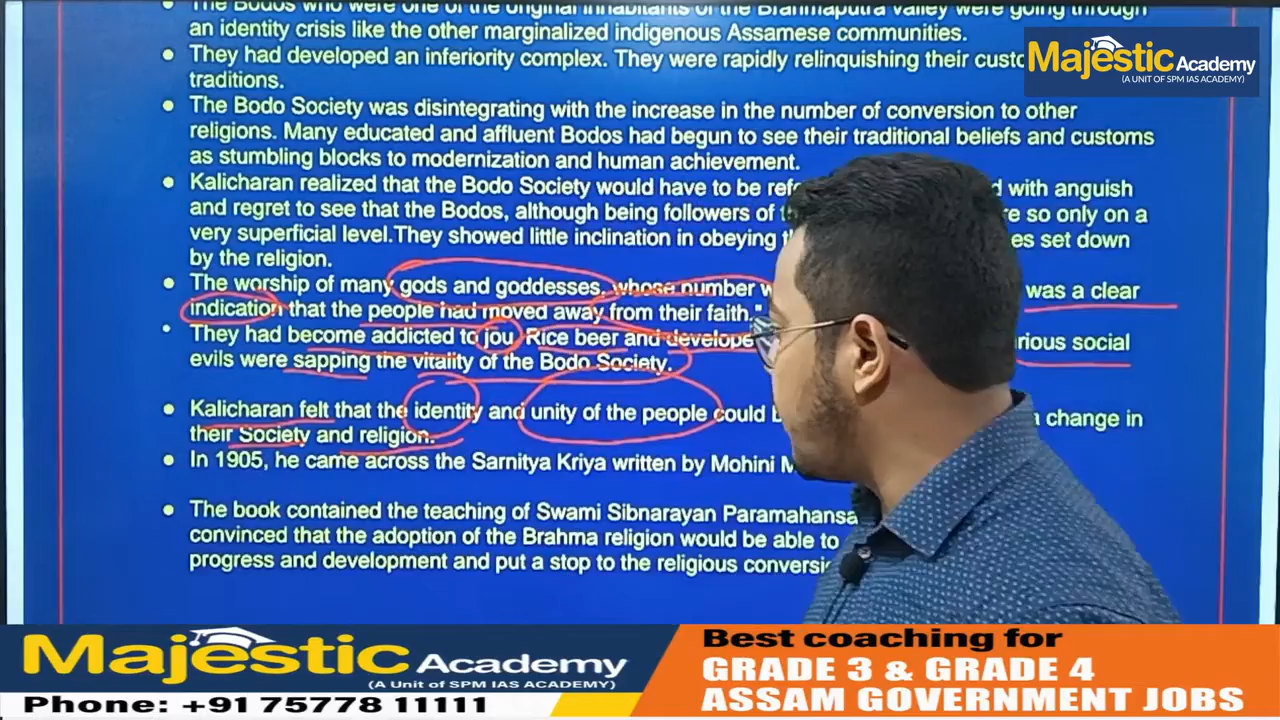 The Bodos who were one of the original inhabitants of the Brahmaputra valley were going through
an identity crisis like the other marginalized indigenous Assamese communities.
They had developed an inferiority complex. They were rapidly relinquishing their
traditions.
The Bodo Society was disintegrating with the increase in the number of conversion to other
religions. Many educated and affluent Bodos had begun to see their traditional beliefs and customs
as stumbling blocks to modernization and human achievement.
Kalicharan realized that the Bodo Society would have to be with anguish
and regret to see that the Bodos, although being followers of so only on a
very superficial level.They showed little inclination in obeying set down
by the religion.
The worship of many gods and goddesses, whose number was a clear
indication that the people had moved away from their faith."
They had become addicted to jou Rice beer and social
evils were sapping the vitality of the Bodo Society.
Kalicharan felt that the identity and unity of the people could a change in
their Society and religion.
In 1905, he came across the Sarnitya Kriya written by Mohini
The book contained the teaching of Swami Sibnarayan Paramahansa
convinced that the adoption of the Brahma religion would be able to
progress and development and put a stop to the religious
Majestic Academy
(A UNIT OF SPM IAS ACADEMY)
Majestic Academy
(A Unit of SPM IAS ACADEMY)
Phone: +91 75778 11111
Best coaching for
GRADE 3 & GRADE 4
ASSAM GOVERNMENT JOBS